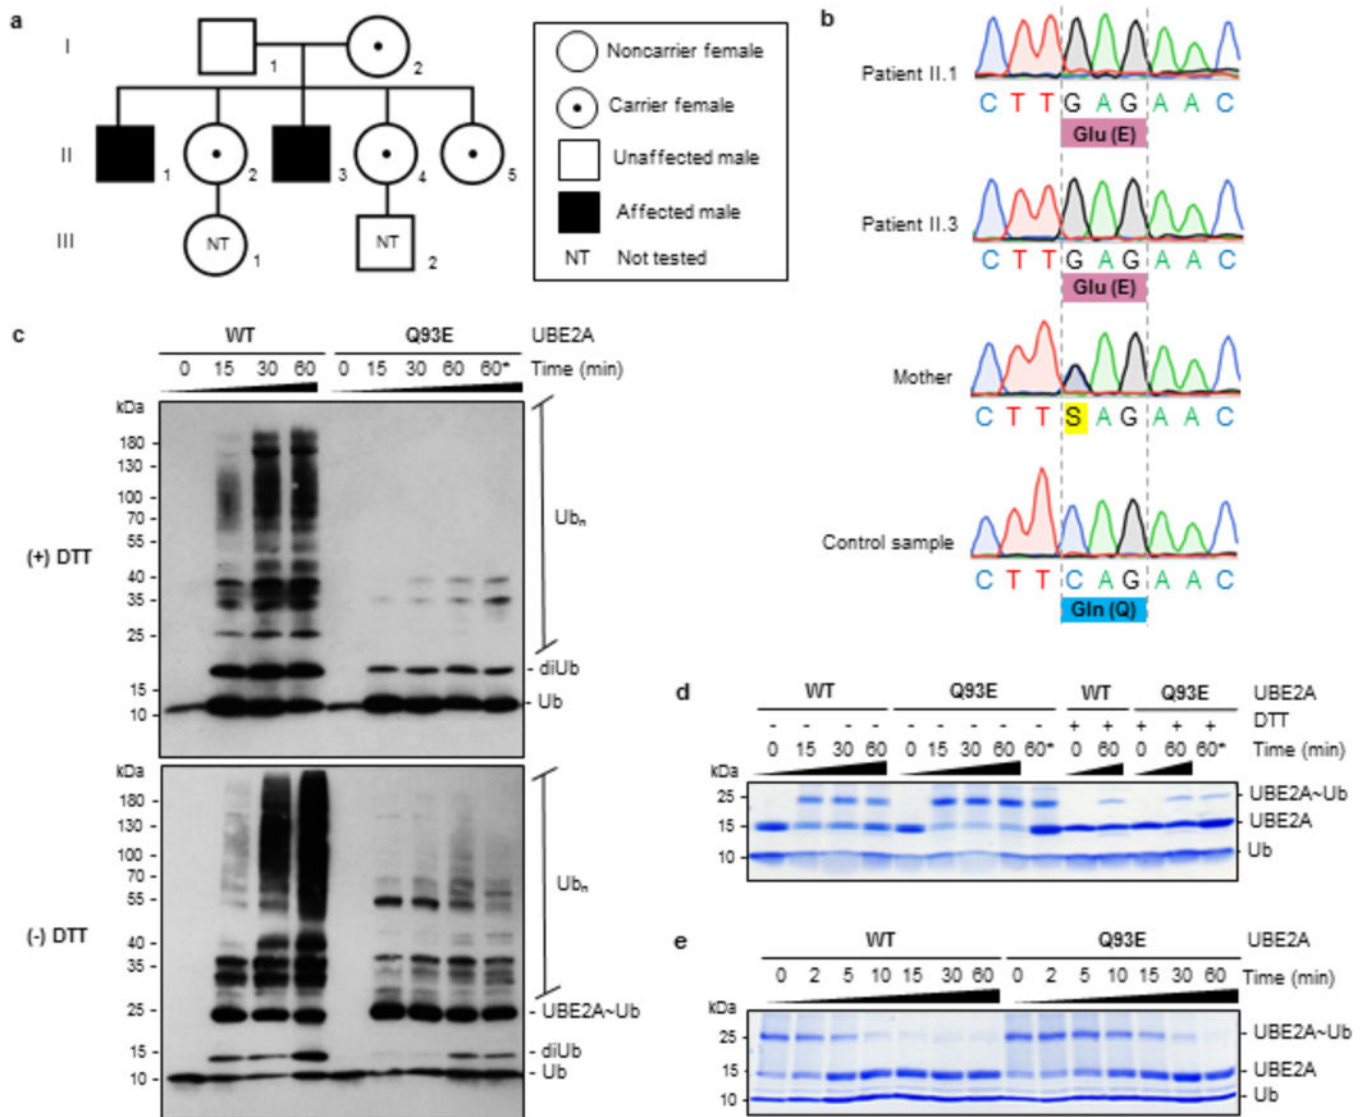 a
I
1
2
II
1
2
3
4
5
III
NT
1
NT
2
Noncarrier female
Carrier female
Unaffected male
Affected male
NT Not tested
b
Patient II.1
C T T G A G A A C
Glu (E)
Patient II.3
C T T G A G A A C
Glu (E)
Mother
C T T S A G A A C
Control sample
C T T C A G A A C
Gln (Q)
c
WT Q93E UBE2A
0 15 30 60 0 15 30 60 60* Time (min)
kDa
180 -
130 -
100 -
70 -
55 -
40 -
35 -
25 -
15 -
10 -
(+) DTT
Ubn
- diUb
- Ub
kDa
180 -
130 -
100 -
70 -
55 -
40 -
35 -
25 -
15 -
10 -
(-) DTT
Ubn
- UBE2A~Ub
- diUb
- Ub
d
WT Q93E WT Q93E UBE2A
- - - - - - - - - + + + + + DTT
0 15 30 60 0 15 30 60 60* 0 60 0 60 60* Time (min)
kDa
25 -
15 -
10 -
UBE2A~Ub
UBE2A
Ub
e
WT Q93E UBE2A
0 2 5 10 15 30 60 0 2 5 10 15 30 60 Time (min)
kDa
25 -
15 -
10 -
UBE2A~Ub
UBE2A
Ub